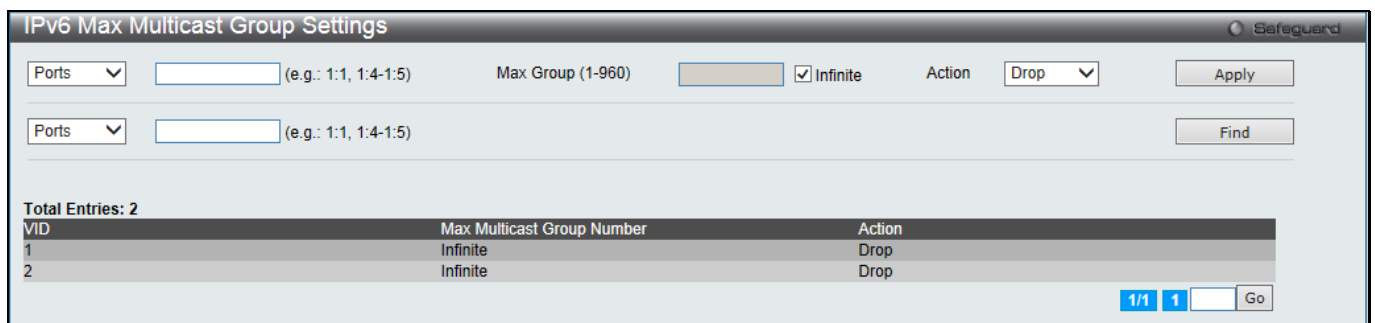 IPv6 Max Multicast Group Settings
Safeguard
Ports (e.g.: 1:1, 1:4-1:5) Max Group (1-960) Infinite Action Drop Apply
Ports (e.g.: 1:1, 1:4-1:5) Find
Total Entries: 2
VID Max Multicast Group Number Action
1 Infinite Drop
2 Infinite Drop
1/1 1 Go